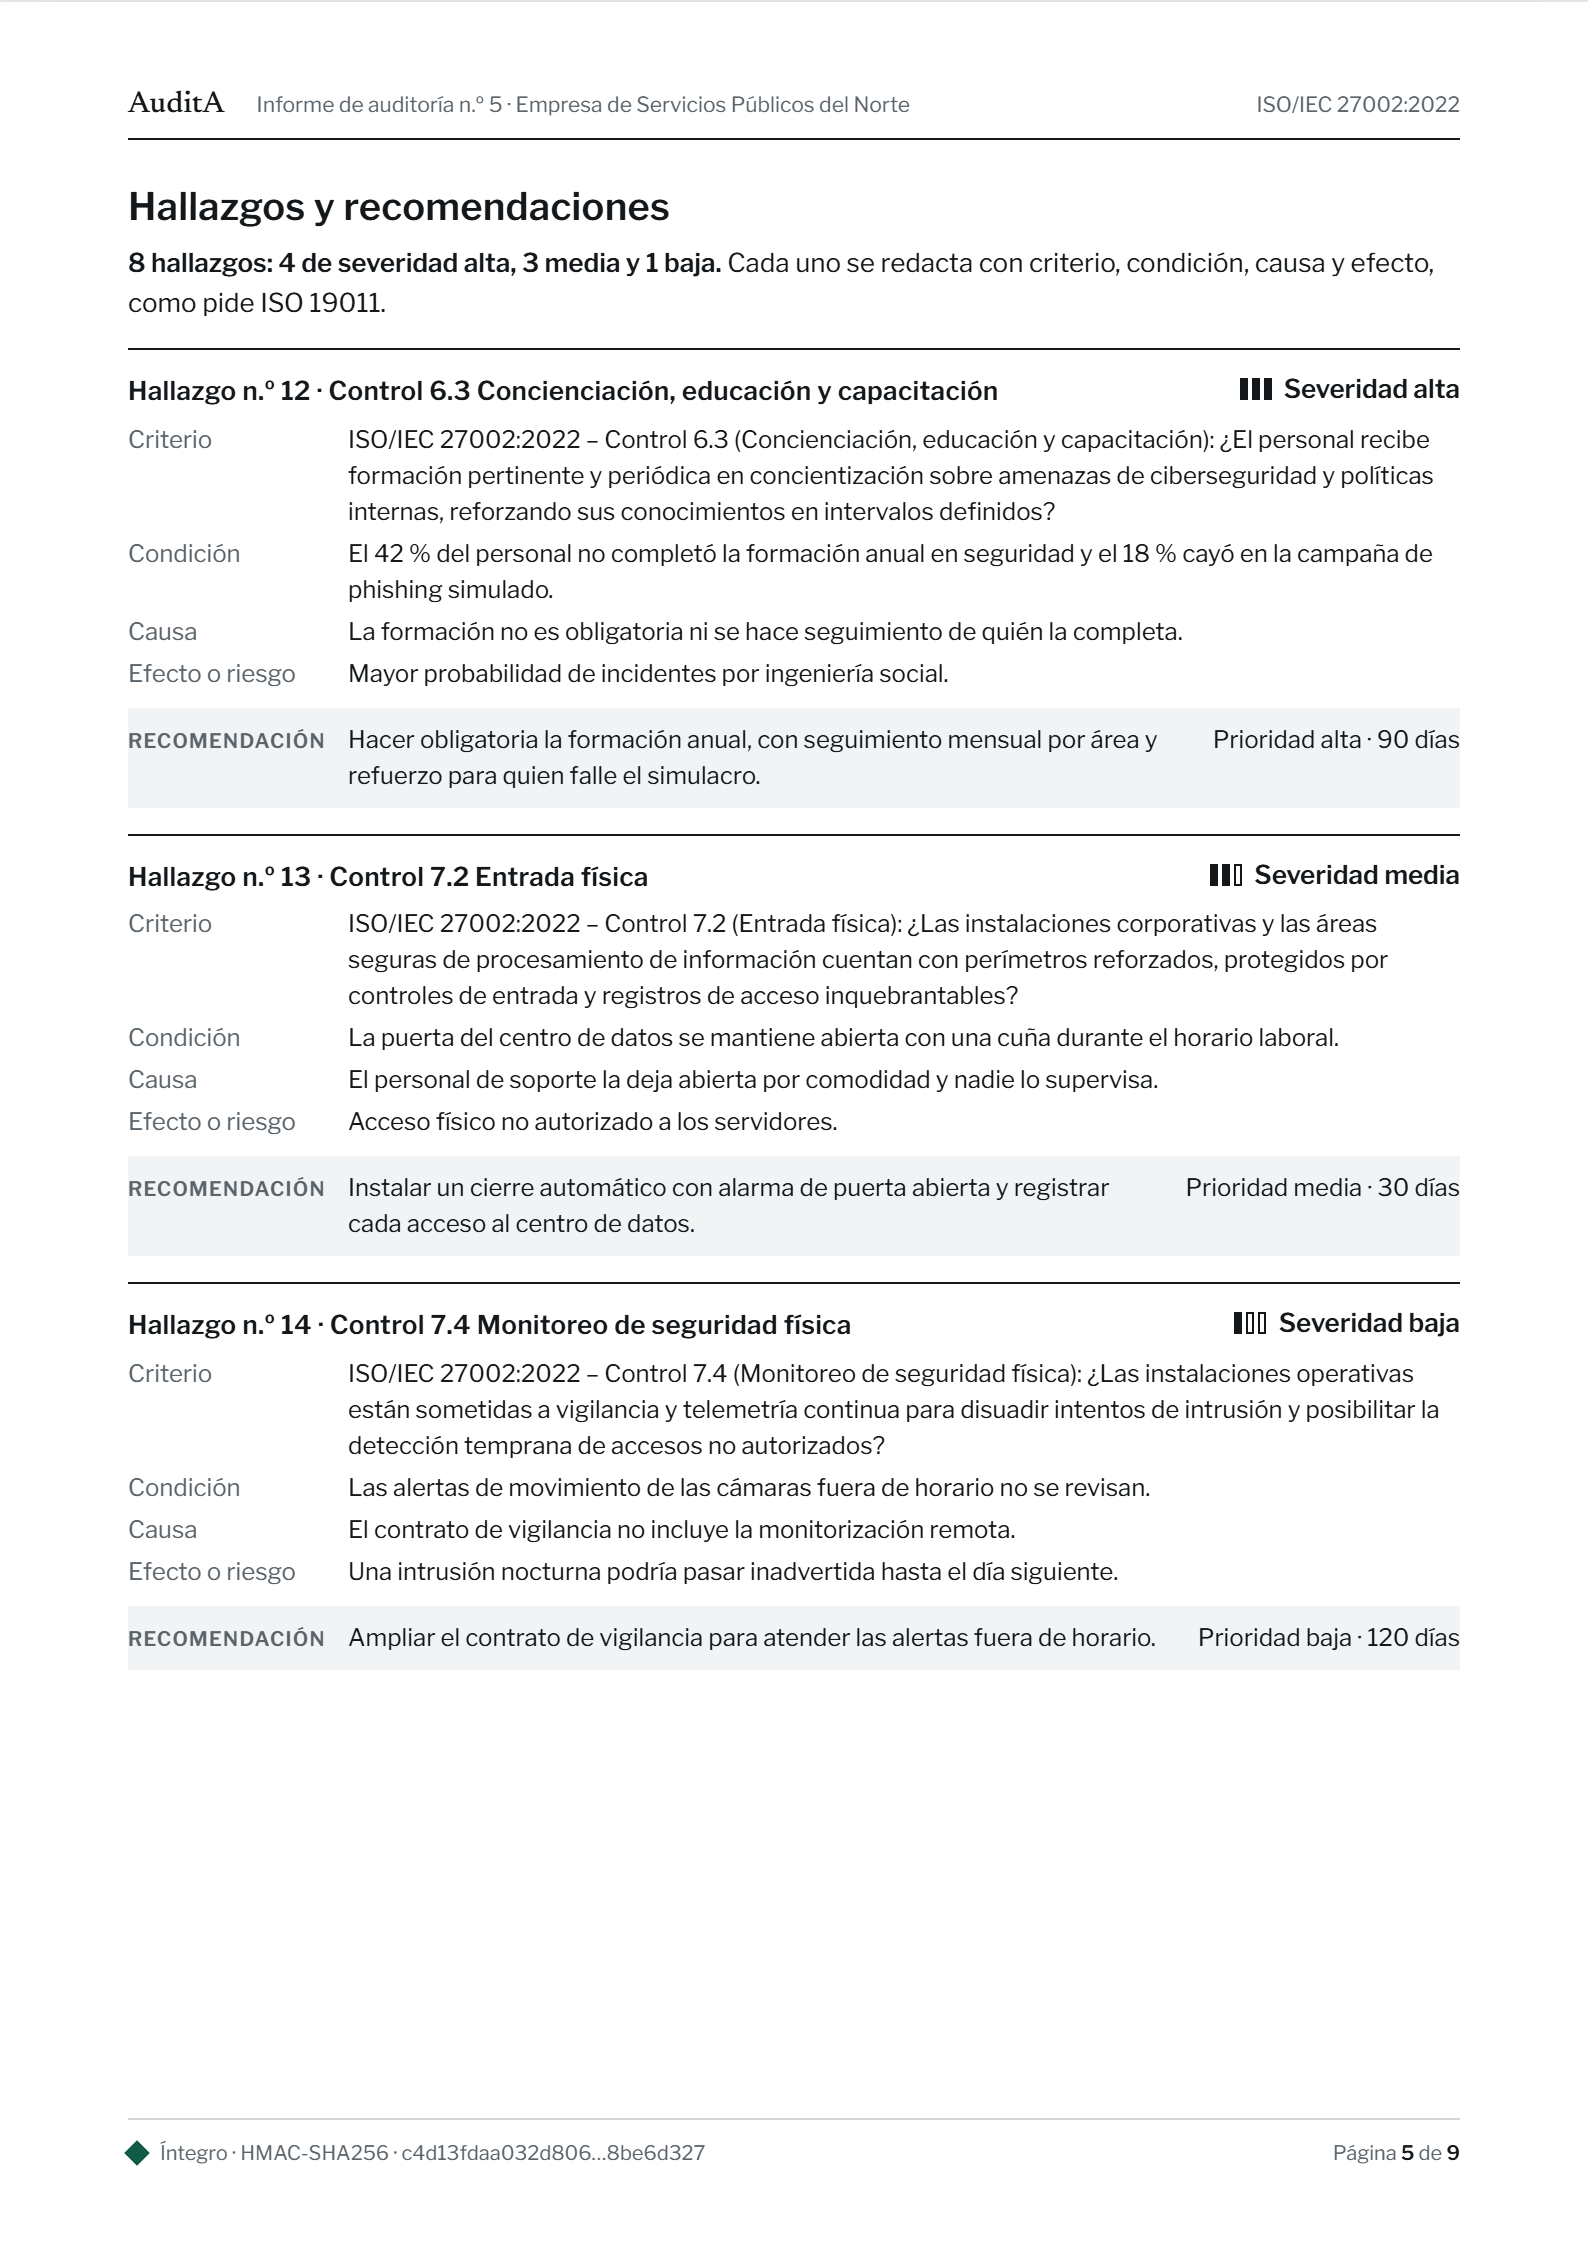 AuditA Informe de auditoría n.º 5 · Empresa de Servicios Públicos del Norte ISO/IEC 27002:2022
Hallazgos y recomendaciones
8 hallazgos: 4 de severidad alta, 3 media y 1 baja. Cada uno se redacta con criterio, condición, causa y efecto,
como pide ISO 19011.
Hallazgo n.º 12 · Control 6.3 Concienciación, educación y capacitación Severidad alta
Criterio ISO/IEC 27002:2022 – Control 6.3 (Concienciación, educación y capacitación): ¿El personal recibe
formación pertinente y periódica en concientización sobre amenazas de ciberseguridad y políticas
internas, reforzando sus conocimientos en intervalos definidos?
Condición El 42 % del personal no completó la formación anual en seguridad y el 18 % cayó en la campaña de
phishing simulado.
Causa La formación no es obligatoria ni se hace seguimiento de quién la completa.
Efecto o riesgo Mayor probabilidad de incidentes por ingeniería social.
RECOMENDACIÓN Hacer obligatoria la formación anual, con seguimiento mensual por área y Prioridad alta · 90 días
refuerzo para quien falle el simulacro.
Hallazgo n.º 13 · Control 7.2 Entrada física Severidad media
Criterio ISO/IEC 27002:2022 – Control 7.2 (Entrada física): ¿Las instalaciones corporativas y las áreas
seguras de procesamiento de información cuentan con perímetros reforzados, protegidos por
controles de entrada y registros de acceso inquebrantables?
Condición La puerta del centro de datos se mantiene abierta con una cuña durante el horario laboral.
Causa El personal de soporte la deja abierta por comodidad y nadie lo supervisa.
Efecto o riesgo Acceso físico no autorizado a los servidores.
RECOMENDACIÓN Instalar un cierre automático con alarma de puerta abierta y registrar Prioridad media · 30 días
cada acceso al centro de datos.
Hallazgo n.º 14 · Control 7.4 Monitoreo de seguridad física Severidad baja
Criterio ISO/IEC 27002:2022 – Control 7.4 (Monitoreo de seguridad física): ¿Las instalaciones operativas
están sometidas a vigilancia y telemetría continua para disuadir intentos de intrusión y posibilitar la
detección temprana de accesos no autorizados?
Condición Las alertas de movimiento de las cámaras fuera de horario no se revisan.
Causa El contrato de vigilancia no incluye la monitorización remota.
Efecto o riesgo Una intrusión nocturna podría pasar inadvertida hasta el día siguiente.
RECOMENDACIÓN Ampliar el contrato de vigilancia para atender las alertas fuera de horario. Prioridad baja · 120 días
Íntegro · HMAC-SHA256 · c4d13fdaa032d806…8be6d327 Página 5 de 9